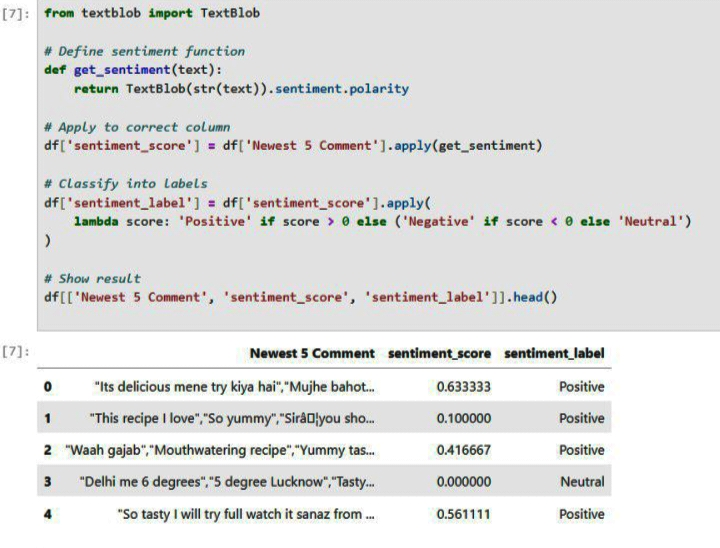 [7]: from textblob import TextBlob
# Define sentiment function
def get_sentiment(text):
    return TextBlob(str(text)).sentiment.polarity
# Apply to correct column
df['sentiment_score'] = df['Newest 5 Comment'].apply(get_sentiment)
# Classify into labels
df['sentiment_label'] = df['sentiment_score'].apply(
    lambda score: 'Positive' if score > 0 else ('Negative' if score < 0 else 'Neutral')
)
# Show result
df[['Newest 5 Comment', 'sentiment_score', 'sentiment_label']].head()
[7]: Newest 5 Comment sentiment_score sentiment_label
0 "Its delicious mene try kiya hai","Mujhe bahot... 0.633333 Positive
1 "This recipe I love","So yummy","Sirâ□¦you sho... 0.100000 Positive
2 "Waah gajab","Mouthwatering recipe","Yummy tas... 0.416667 Positive
3 "Delhi me 6 degrees","5 degree Lucknow","Tasty... 0.000000 Neutral
4 "So tasty I will try full watch it sanaz from ... 0.561111 Positive